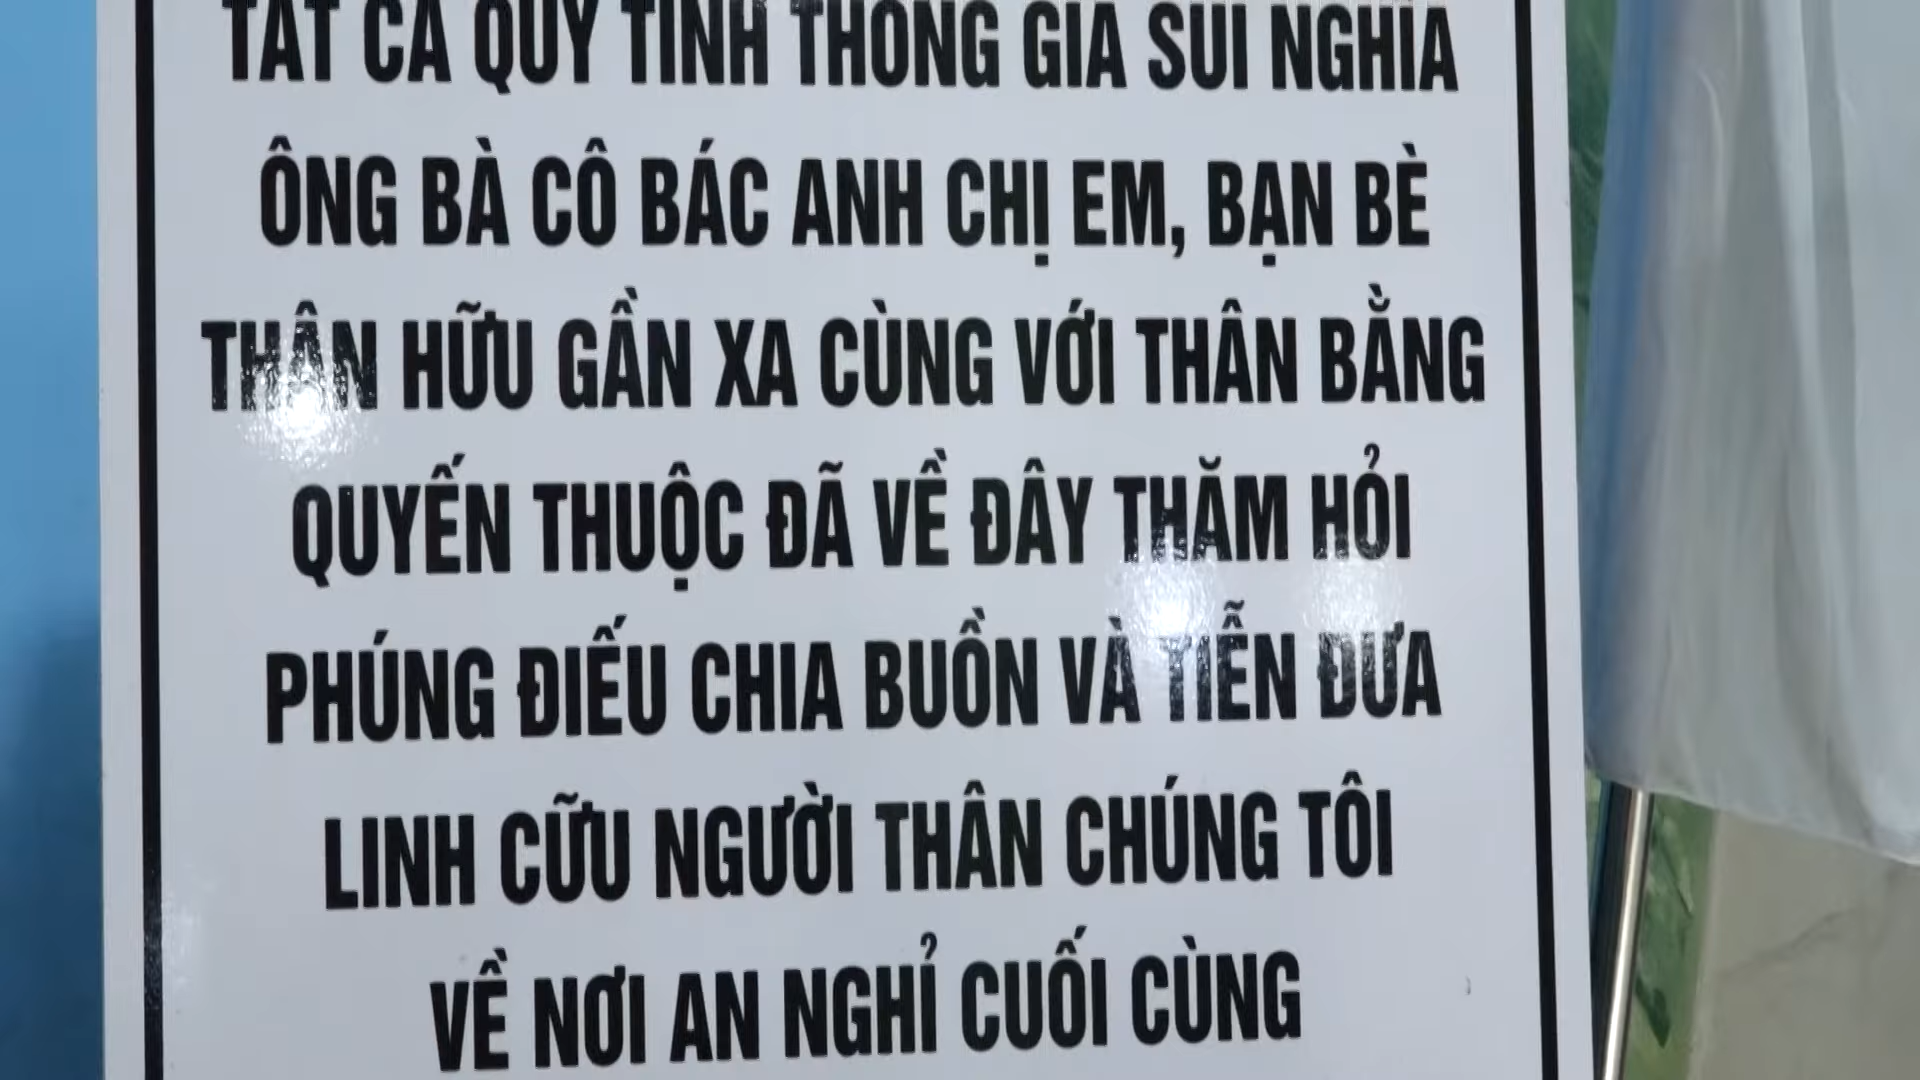 TẤT CẢ QUÝ TÌNH THÔNG GIA SUI NGHĨA
ÔNG BÀ CÔ BÁC ANH CHỊ EM, BẠN BÈ
THÂN HỮU GẦN XA CÙNG VỚI THÂN BẰNG
QUYẾN THUỘC ĐÃ VỀ ĐÂY THĂM HỎI
PHÚNG ĐIẾU CHIA BUỒN VÀ TIỄN ĐƯA
LINH CỮU NGƯỜI THÂN CHÚNG TÔI
VỀ NƠI AN NGHỈ CUỐI CÙNG